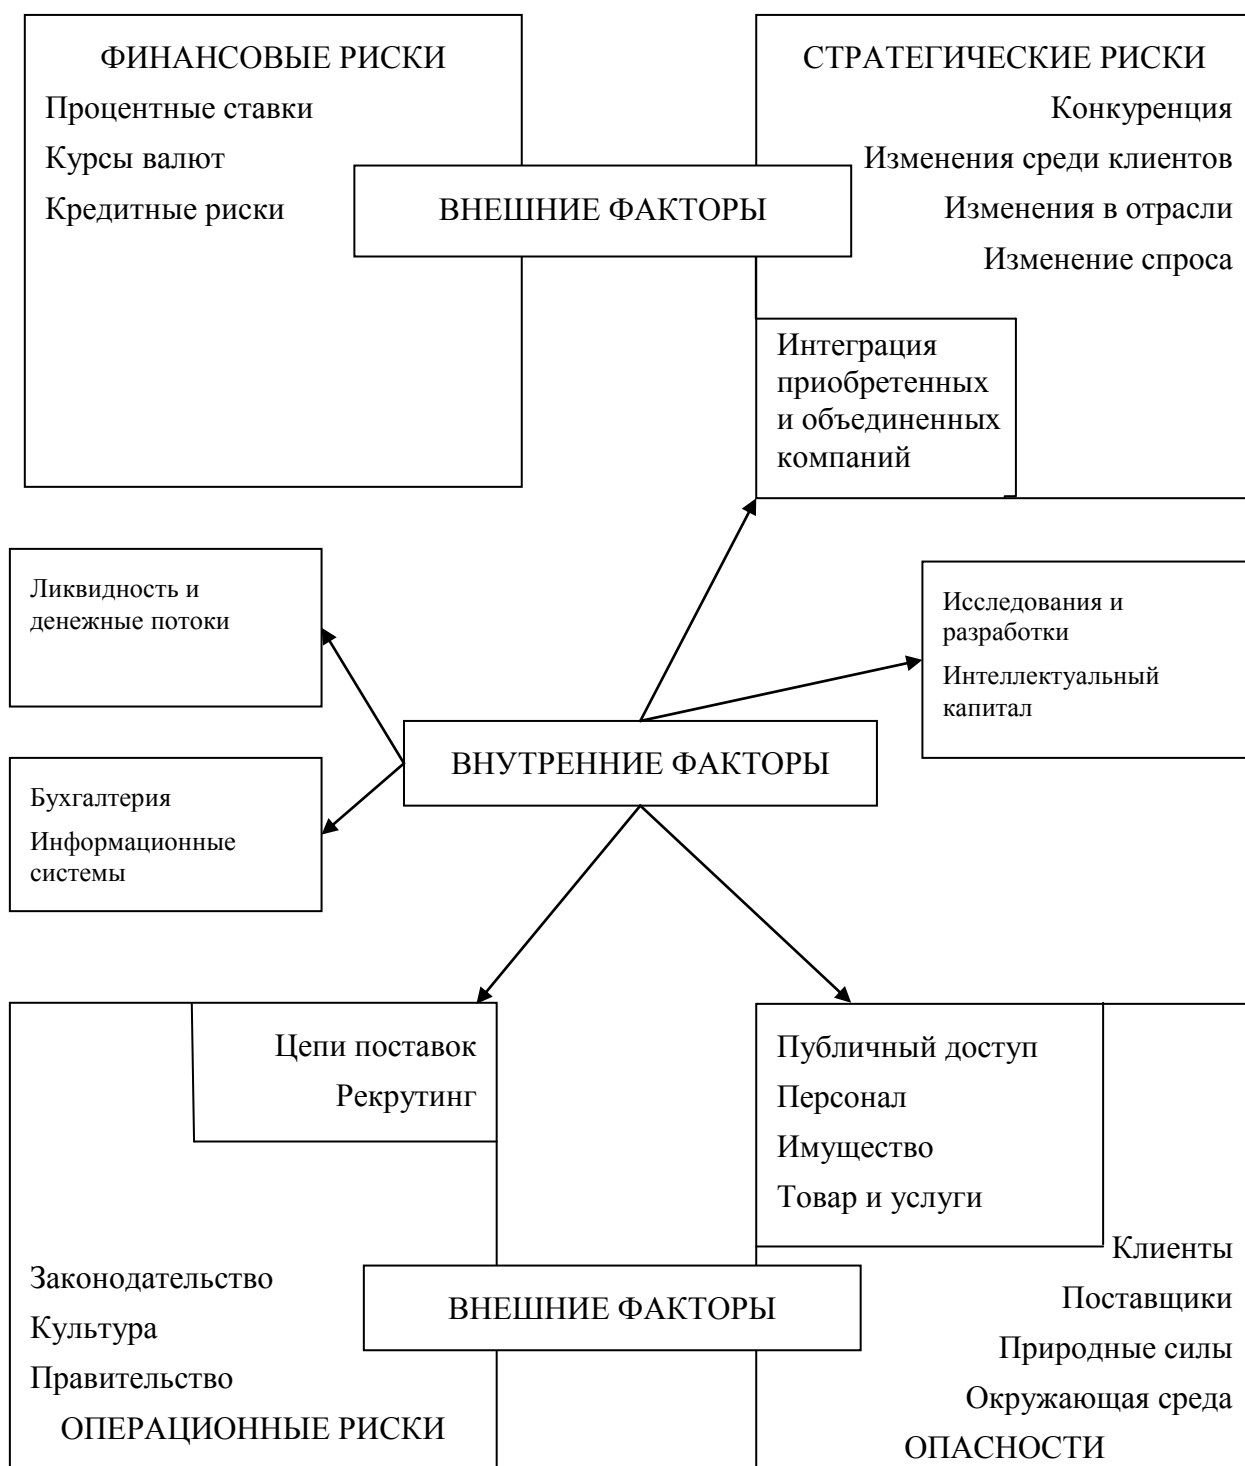 ФИНАНСОВЫЕ РИСКИ
Процентные ставки
Курсы валют
Кредитные риски
СТРАТЕГИЧЕСКИЕ РИСКИ
Конкуренция
Изменения среди клиентов
Изменения в отрасли
Изменение спроса
ВНЕШНИЕ ФАКТОРЫ
Интеграция
приобретенных
и объединенных
компаний
Ликвидность и
денежные потоки
Исследования и
разработки
Интеллектуальный
капитал
ВНУТРЕННИЕ ФАКТОРЫ
Бухгалтерия
Информационные
системы
Цепи поставок
Рекрутинг
Публичный доступ
Персонал
Имущество
Товар и услуги
Законодательство
Культура
Правительство
ОПЕРАЦИОННЫЕ РИСКИ
ВНЕШНИЕ ФАКТОРЫ
Клиенты
Поставщики
Природные силы
Окружающая среда
ОПАСНОСТИ